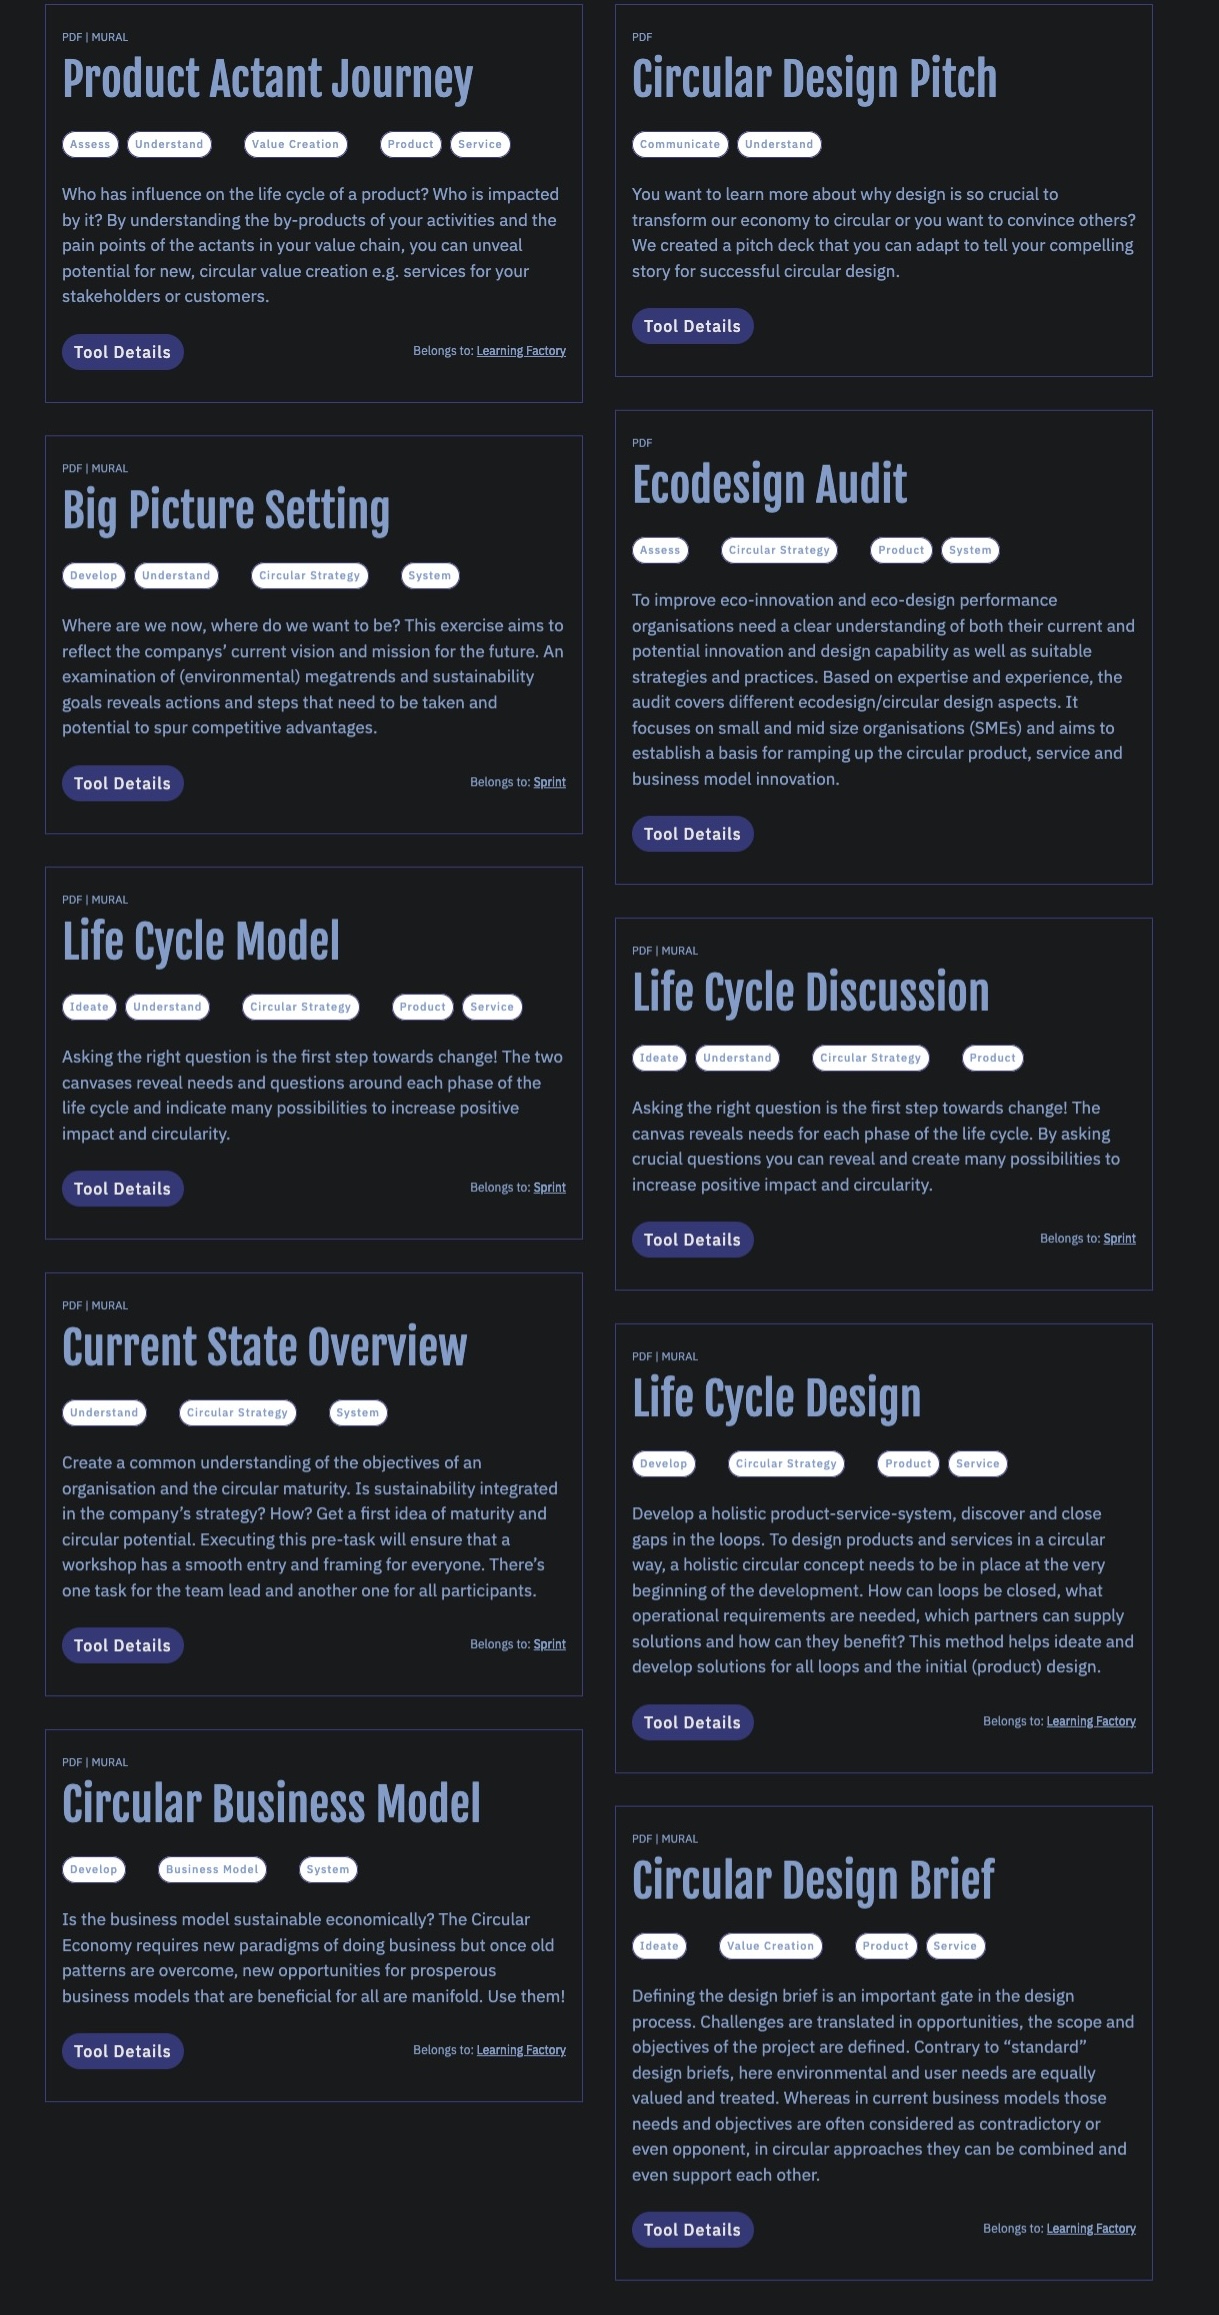 PDF | MURAL
Product Actant Journey
Assess Understand Value Creation Product Service
Who has influence on the life cycle of a product? Who is impacted
by it? By understanding the by-products of your activities and the
pain points of the actants in your value chain, you can unveal
potential for new, circular value creation e.g. services for your
stakeholders or customers.
Tool Details
Belongs to: Learning Factory
PDF | MURAL
Big Picture Setting
Develop Understand Circular Strategy System
Where are we now, where do we want to be? This exercise aims to
reflect the companys’ current vision and mission for the future. An
examination of (environmental) megatrends and sustainability
goals reveals actions and steps that need to be taken and
potential to spur competitive advantages.
Tool Details
Belongs to: Sprint
PDF | MURAL
Life Cycle Model
Ideate Understand Circular Strategy Product Service
Asking the right question is the first step towards change! The two
canvases reveal needs and questions around each phase of the
life cycle and indicate many possibilities to increase positive
impact and circularity.
Tool Details
Belongs to: Sprint
PDF | MURAL
Current State Overview
Understand Circular Strategy System
Create a common understanding of the objectives of an
organisation and the circular maturity. Is sustainability integrated
in the company’s strategy? How? Get a first idea of maturity and
circular potential. Executing this pre-task will ensure that a
workshop has a smooth entry and framing for everyone. There’s
one task for the team lead and another one for all participants.
Tool Details
Belongs to: Sprint
PDF | MURAL
Circular Business Model
Develop Business Model System
Is the business model sustainable economically? The Circular
Economy requires new paradigms of doing business but once old
patterns are overcome, new opportunities for prosperous
business models that are beneficial for all are manifold. Use them!
Tool Details
Belongs to: Learning Factory
PDF
Circular Design Pitch
Communicate Understand
You want to learn more about why design is so crucial to
transform our economy to circular or you want to convince others?
We created a pitch deck that you can adapt to tell your compelling
story for successful circular design.
Tool Details
PDF
Ecodesign Audit
Assess Circular Strategy Product System
To improve eco-innovation and eco-design performance
organisations need a clear understanding of both their current and
potential innovation and design capability as well as suitable
strategies and practices. Based on expertise and experience, the
audit covers different ecodesign/circular design aspects. It
focuses on small and mid size organisations (SMEs) and aims to
establish a basis for ramping up the circular product, service and
business model innovation.
Tool Details
PDF | MURAL
Life Cycle Discussion
Ideate Understand Circular Strategy Product
Asking the right question is the first step towards change! The
canvas reveals needs for each phase of the life cycle. By asking
crucial questions you can reveal and create many possibilities to
increase positive impact and circularity.
Tool Details
Belongs to: Sprint
PDF | MURAL
Life Cycle Design
Develop Circular Strategy Product Service
Develop a holistic product-service-system, discover and close
gaps in the loops. To design products and services in a circular
way, a holistic circular concept needs to be in place at the very
beginning of the development. How can loops be closed, what
operational requirements are needed, which partners can supply
solutions and how can they benefit? This method helps ideate and
develop solutions for all loops and the initial (product) design.
Tool Details
Belongs to: Learning Factory
PDF | MURAL
Circular Design Brief
Ideate Value Creation Product Service
Defining the design brief is an important gate in the design
process. Challenges are translated in opportunities, the scope and
objectives of the project are defined. Contrary to “standard”
design briefs, here environmental and user needs are equally
valued and treated. Whereas in current business models those
needs and objectives are often considered as contradictory or
even opponent, in circular approaches they can be combined and
even support each other.
Tool Details
Belongs to: Learning Factory